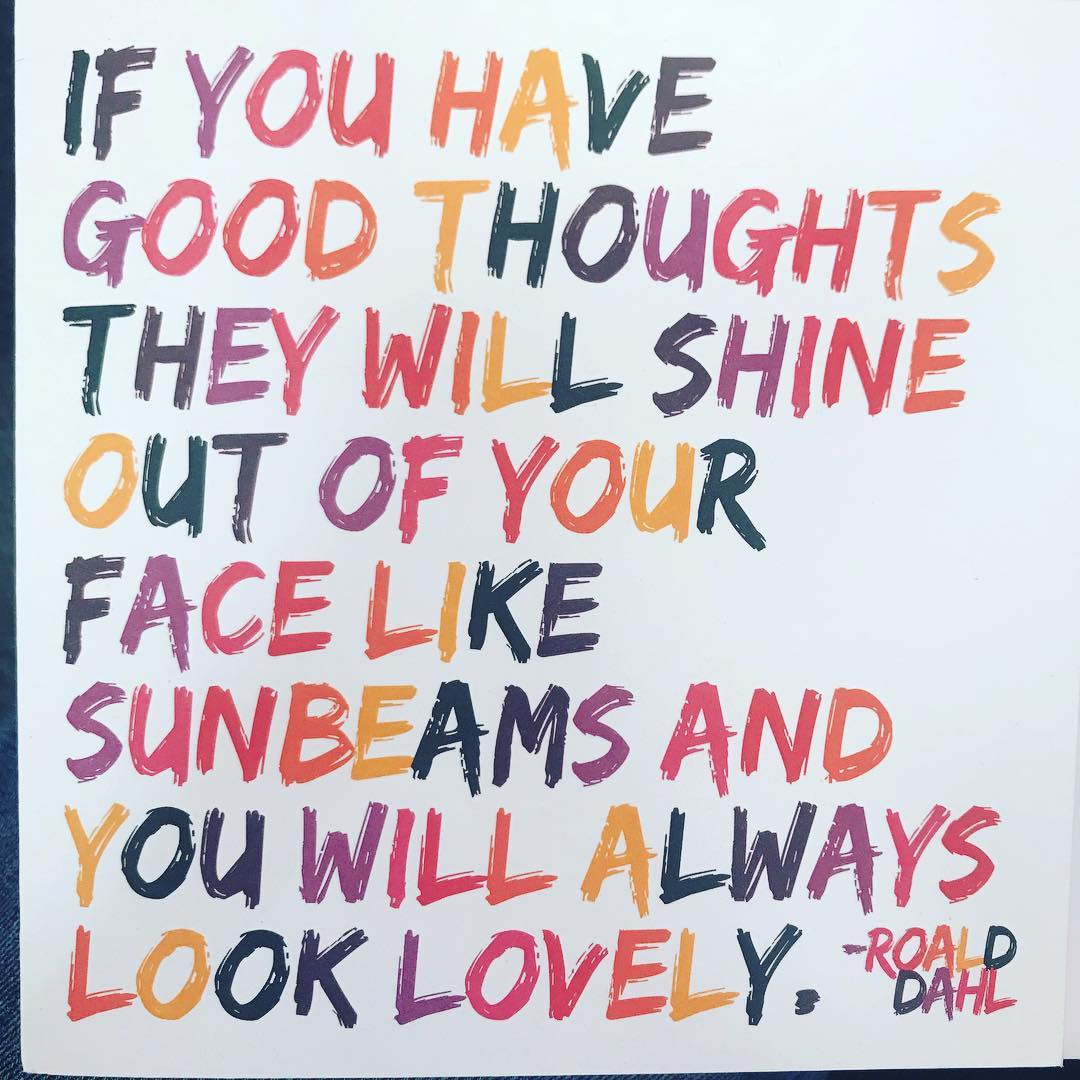 IF YOU HAVE
GOOD THOUGHTS
THEY WILL SHINE
OUT OF YOUR
FACE LIKE
SUNBEAMS AND
YOU WILL ALWAYS
LOOK LOVELY.
-ROALD
DAHL